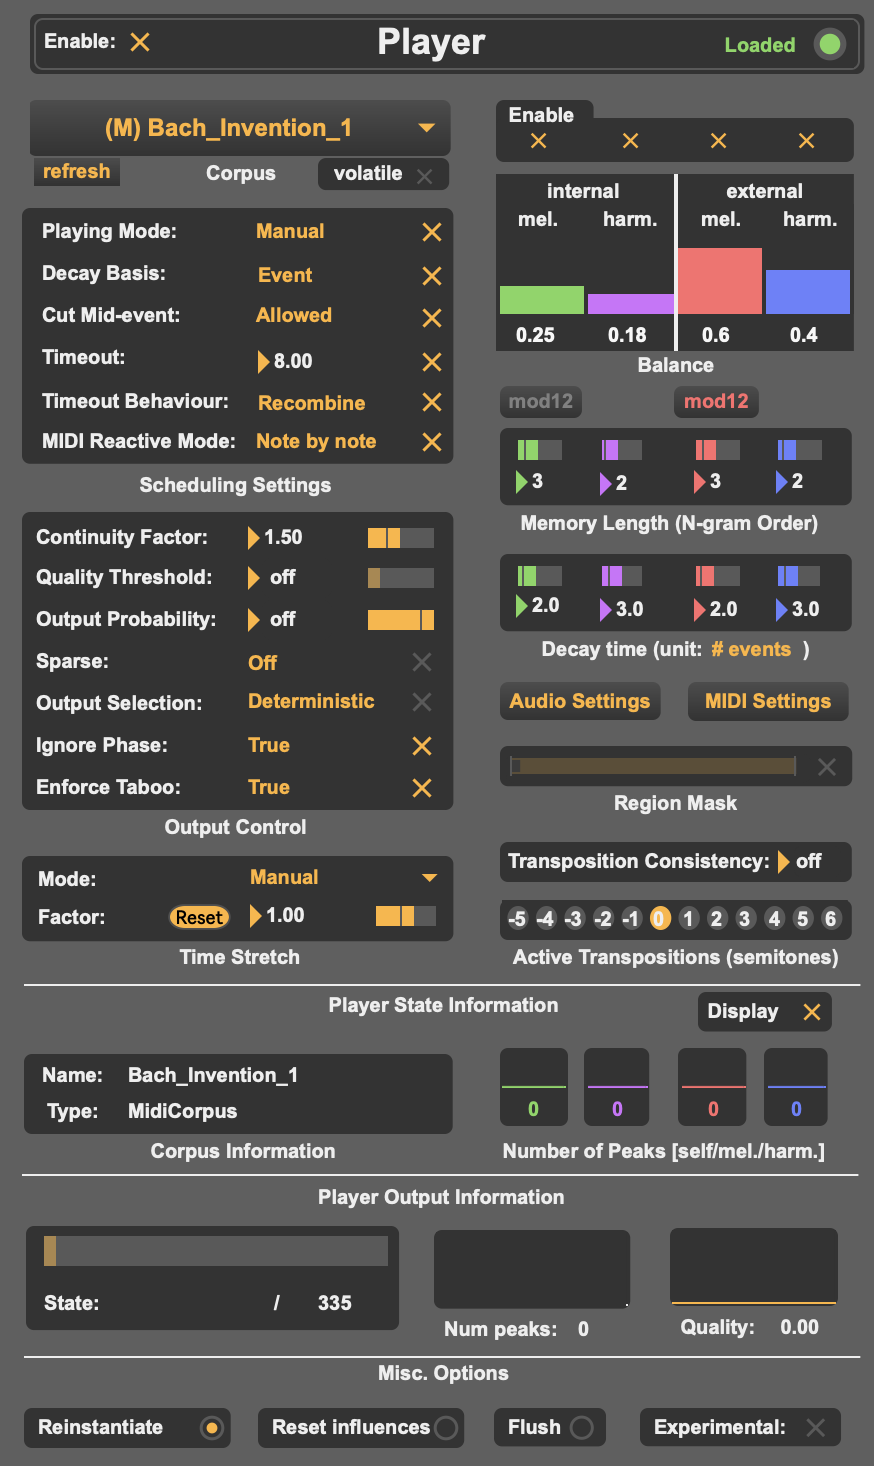 Enable:
Player
Loaded
(M) Bach_Invention_1
refresh
Corpus
volatile
Playing Mode: Manual
Decay Basis: Event
Cut Mid-event: Allowed
Timeout: 8.00
Timeout Behaviour: Recombine
MIDI Reactive Mode: Note by note
Scheduling Settings
Continuity Factor: 1.50
Quality Threshold: off
Output Probability: off
Sparse: Off
Output Selection: Deterministic
Ignore Phase: True
Enforce Taboo: True
Output Control
Mode: Manual
Factor: Reset 1.00
Time Stretch
Enable
internal external
mel. harm. mel. harm.
0.25 0.18 0.6 0.4
Balance
mod12 mod12
3 2 3 2
Memory Length (N-gram Order)
2.0 3.0 2.0 3.0
Decay time (unit: # events )
Audio Settings MIDI Settings
Region Mask
Transposition Consistency: off
-5 -4 -3 -2 -1 0 1 2 3 4 5 6
Active Transpositions (semitones)
Player State Information
Display
Name: Bach_Invention_1
Type: MidiCorpus
Corpus Information
0 0 0 0
Number of Peaks [self/mel./harm.]
Player Output Information
State: / 335
Num peaks: 0
Quality: 0.00
Misc. Options
Reinstantiate
Reset influences
Flush
Experimental: